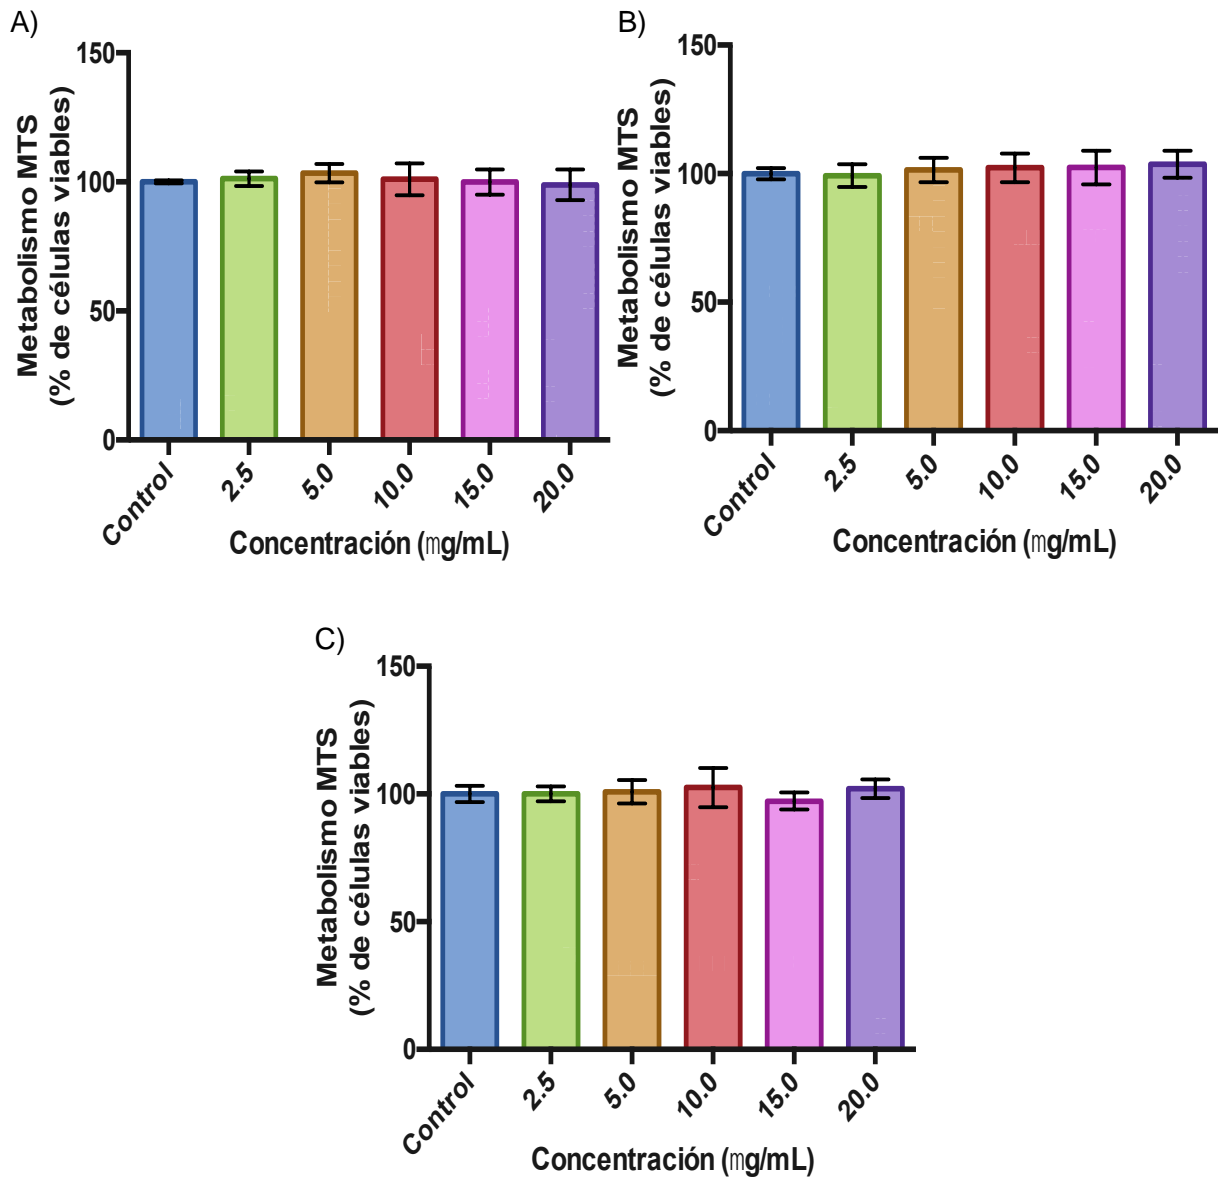 A)
150
100
50
0
Metabolismo MTS
(% de células viables)
Control
2.5
5.0
10.0
15.0
20.0
Concentración (mg/mL)
B)
150
100
50
0
Metabolismo MTS
(% de células viables)
Control
2.5
5.0
10.0
15.0
20.0
Concentración (mg/mL)
C)
150
100
50
0
Metabolismo MTS
(% de células viables)
Control
2.5
5.0
10.0
15.0
20.0
Concentración (mg/mL)